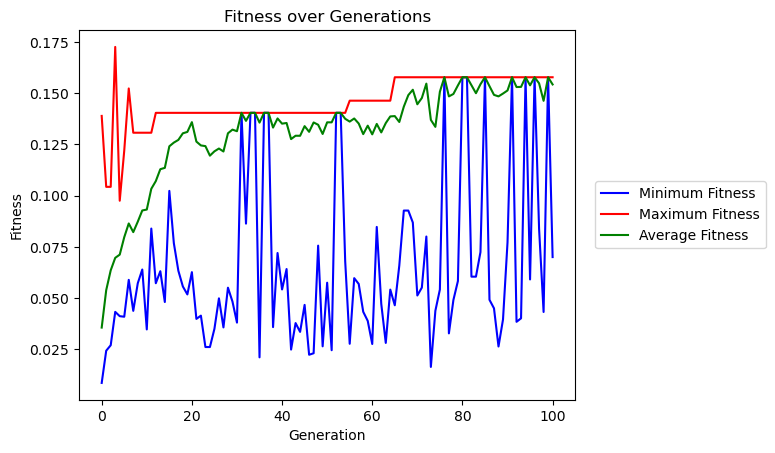 Fitness over Generations
0.175
0.150
0.125
0.100
0.075
0.050
0.025
Fitness
0 20 40 60 80 100
Generation
Minimum Fitness
Maximum Fitness
Average Fitness